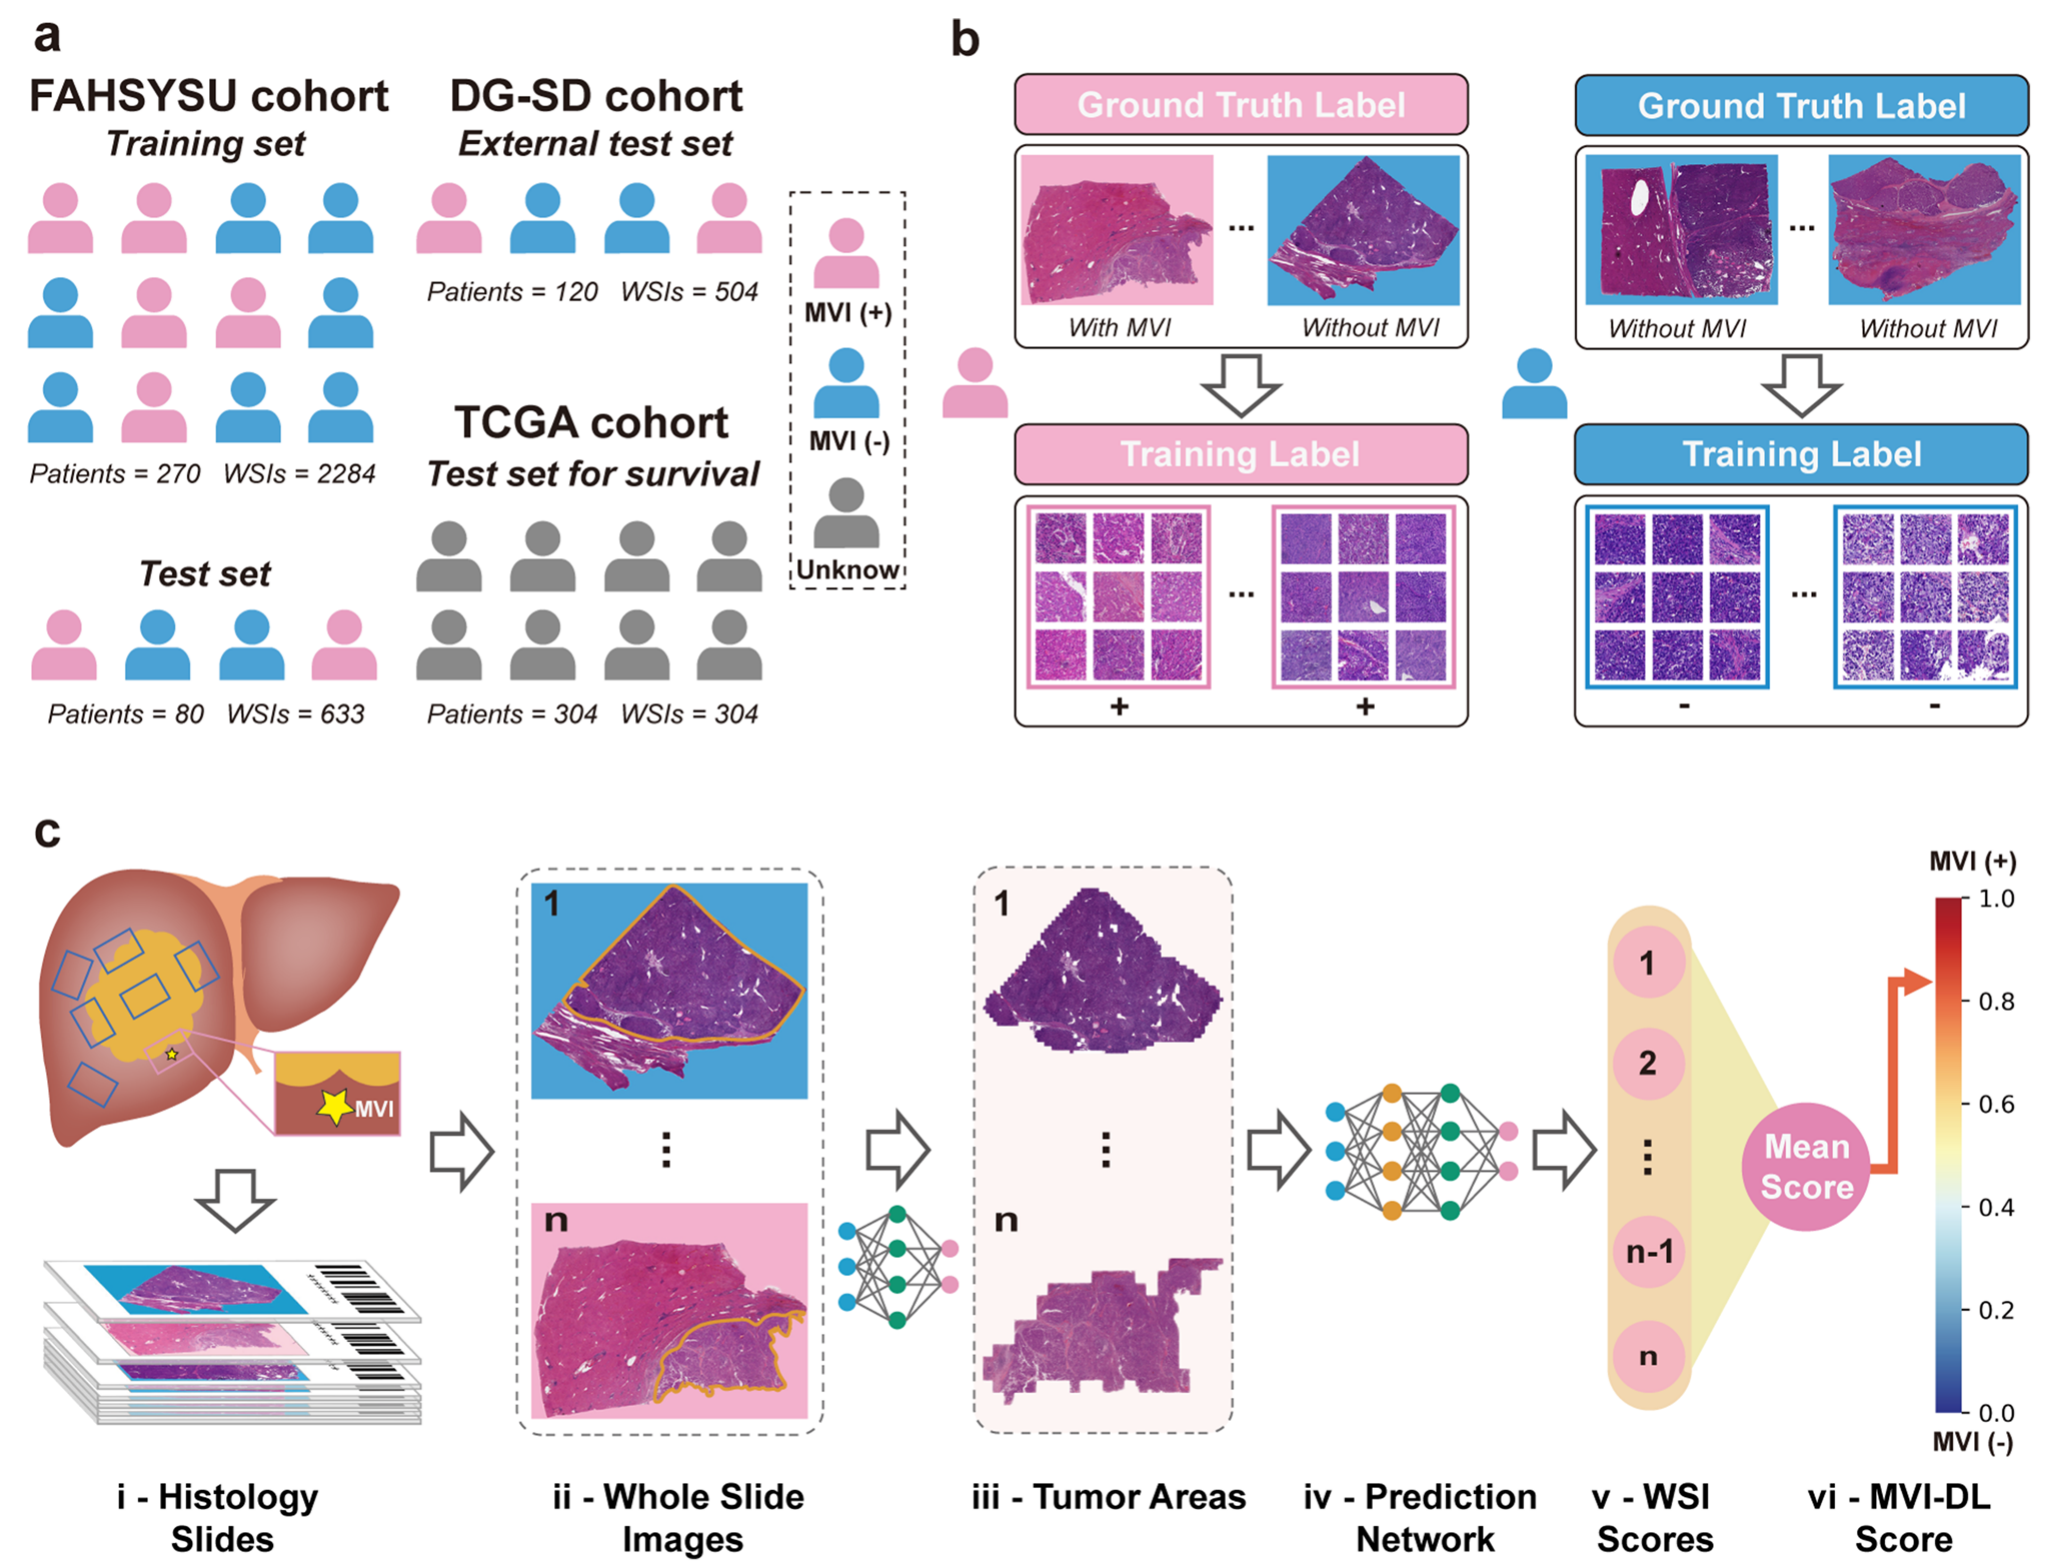 a
FAHSYSU cohort
Training set
Patients = 270 WSIs = 2284
Test set
Patients = 80 WSIs = 633
DG-SD cohort
External test set
Patients = 120 WSIs = 504
TCGA cohort
Test set for survival
Patients = 304 WSIs = 304
MVI (+)
MVI (-)
Unknow
b
Ground Truth Label
With MVI
...
Without MVI
Training Label
...
+
+
Ground Truth Label
Without MVI
...
Without MVI
Training Label
...
-
-
c
MVI
i - Histology
Slides
1
...
n
ii - Whole Slide
Images
1
...
n
iii - Tumor Areas
iv - Prediction
Network
1
2
...
n-1
n
v - WSI
Scores
Mean
Score
MVI (+)
1.0
0.8
0.6
0.4
0.2
0.0
MVI (-)
vi - MVI-DL
Score